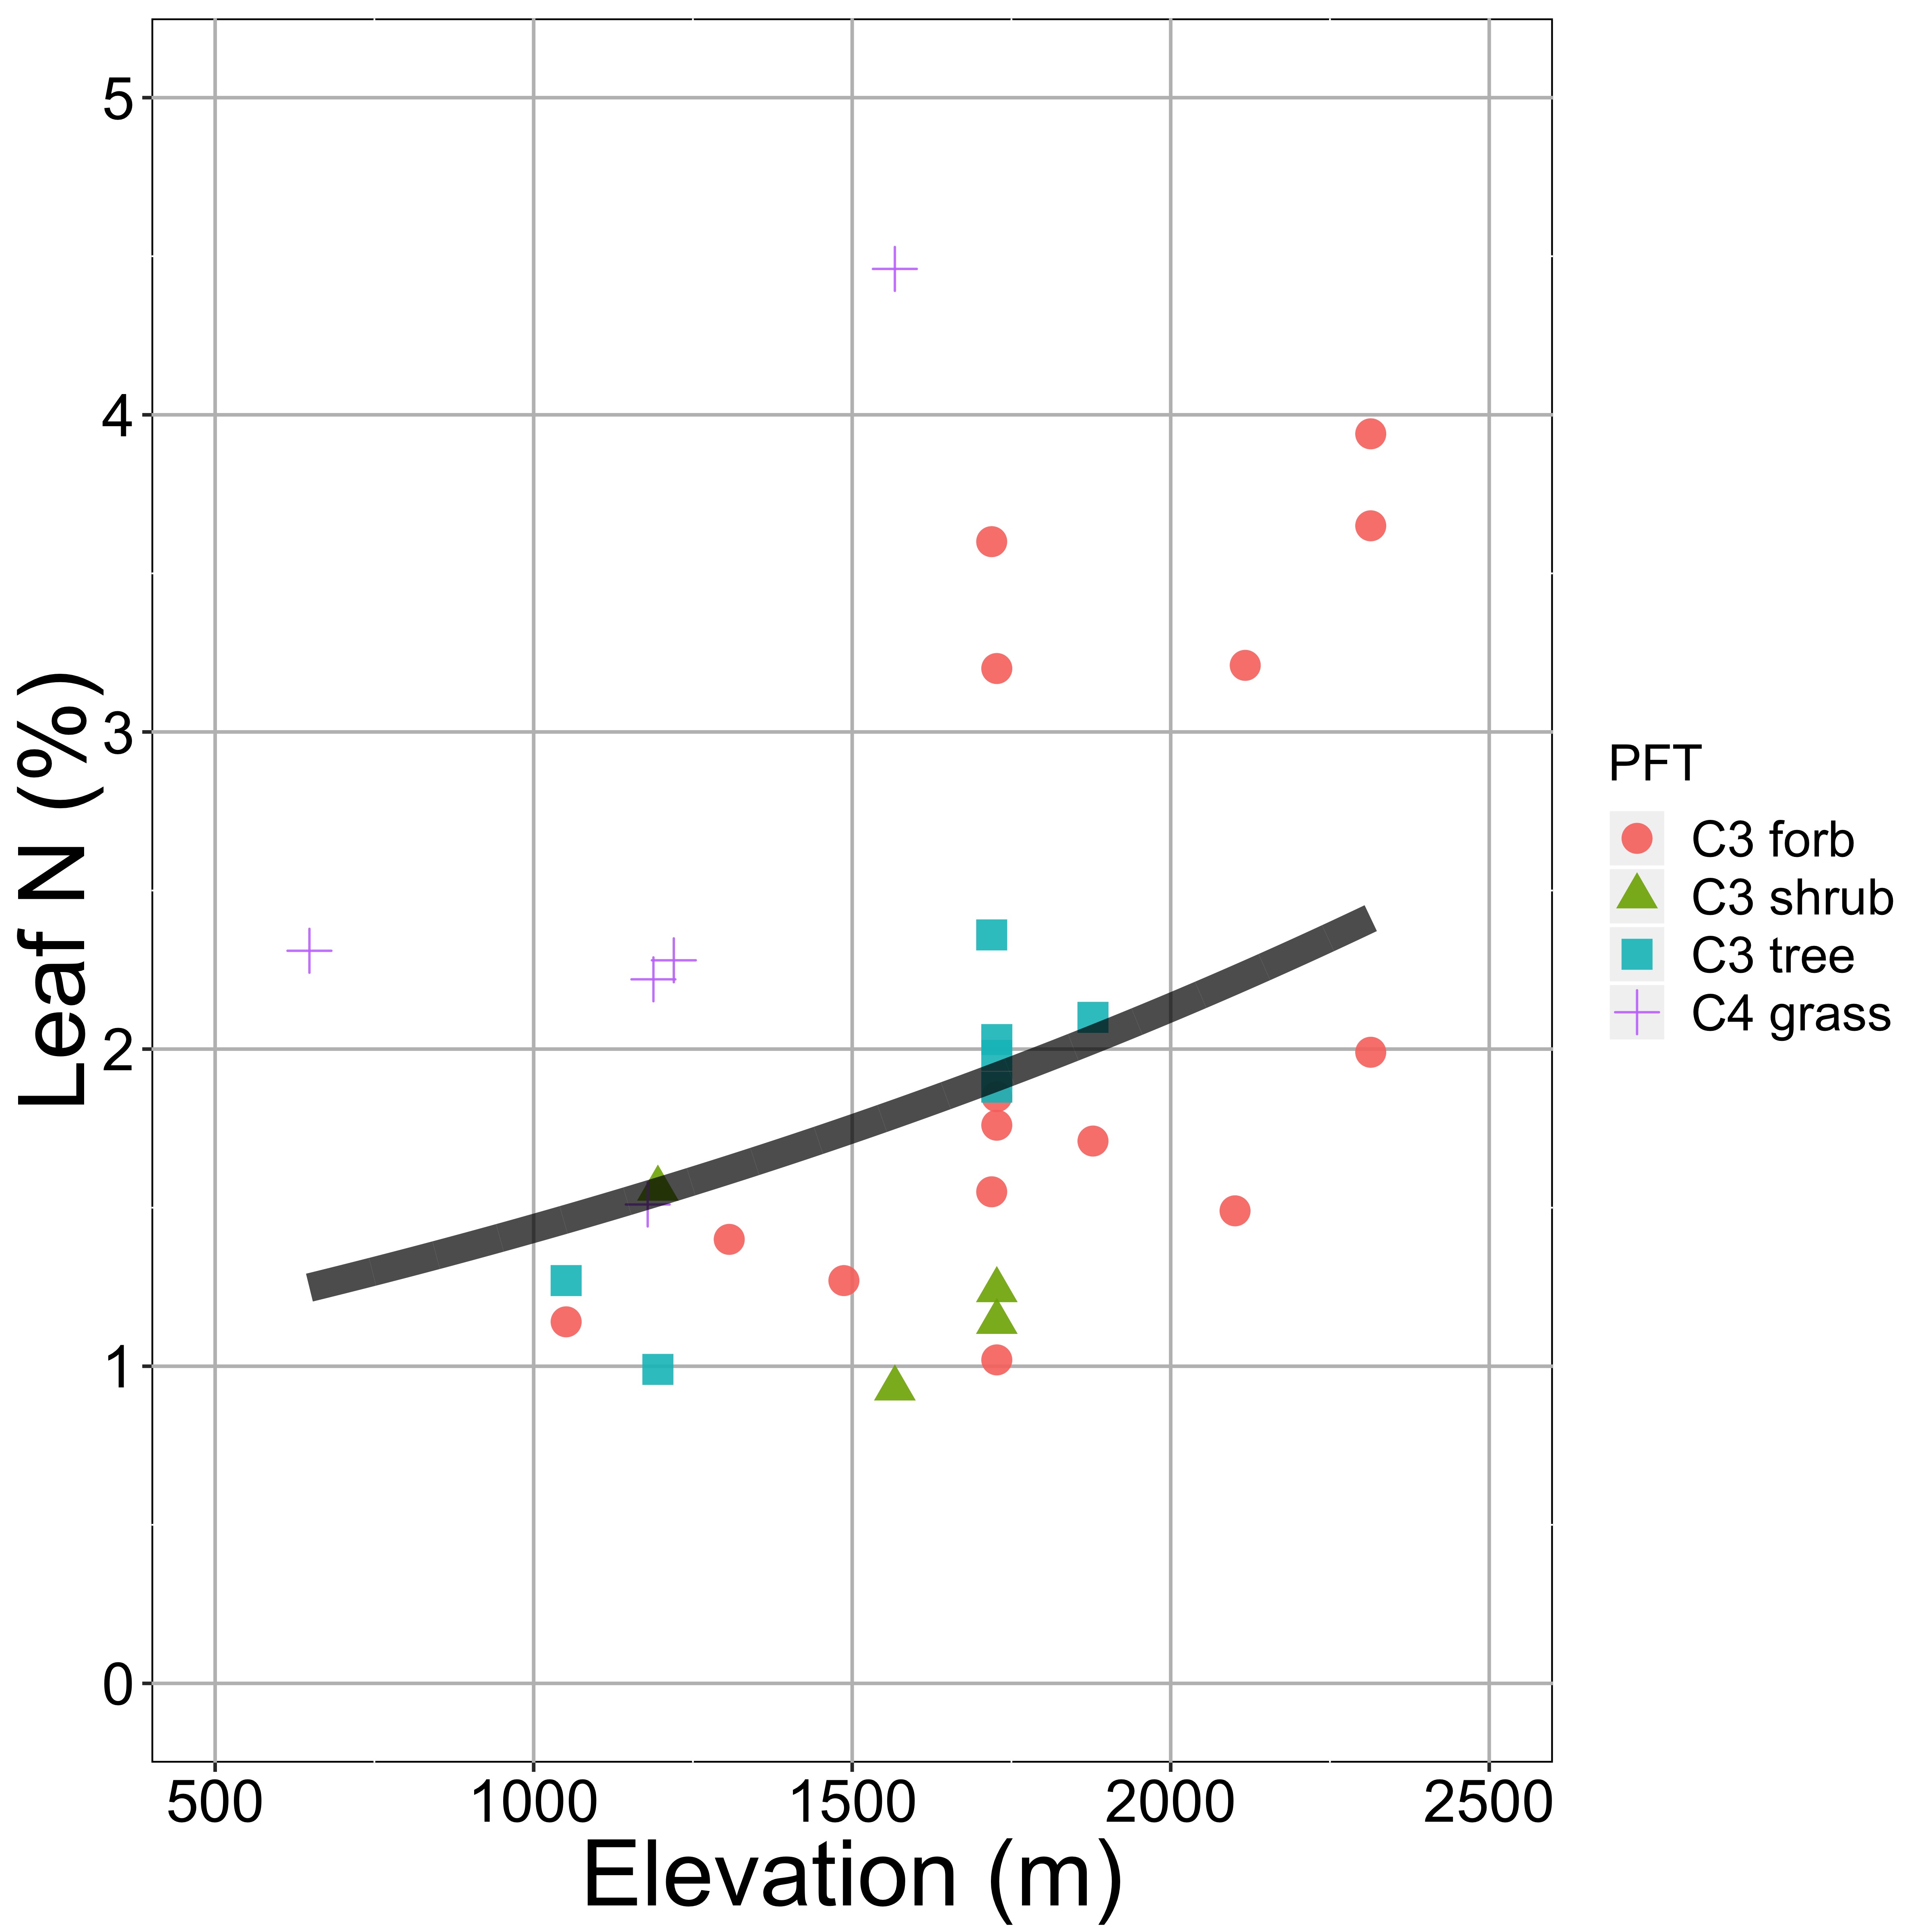 Leaf N (%)
5
4
3
2
1
0
500 1000 1500 2000 2500
Elevation (m)
PFT
C3 forb
C3 shrub
C3 tree
C4 grass